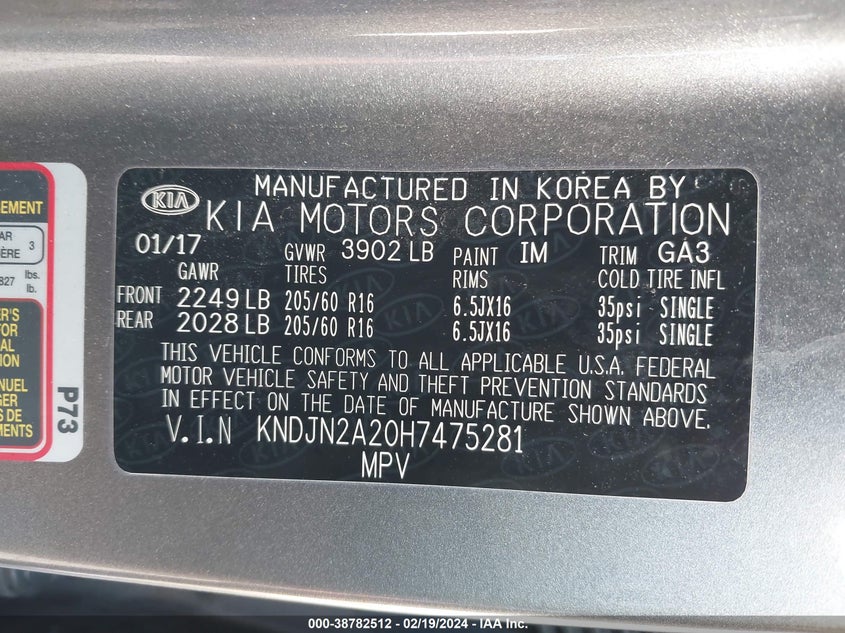 MANUFACTURED IN KOREA BY
KIA KIA MOTORS CORPORATION
01/17 GVWR 3902 LB PAINT IM TRIM GA3
GAWR TIRES RIMS COLD TIRE INFL
FRONT 2249 LB 205/60 R16 6.5JX16 35psi SINGLE
REAR 2028 LB 205/60 R16 6.5JX16 35psi SINGLE
THIS VEHICLE CONFORMS TO ALL APPLICABLE U.S.A. FEDERAL
MOTOR VEHICLE SAFETY AND THEFT PREVENTION STANDARDS
IN EFFECT ON THE DATE OF MANUFACTURE SHOWN ABOVE.
V.I.N KNDJN2A20H7475281
MPV
P73
000-38782512 - 02/19/2024 - IAA Inc.